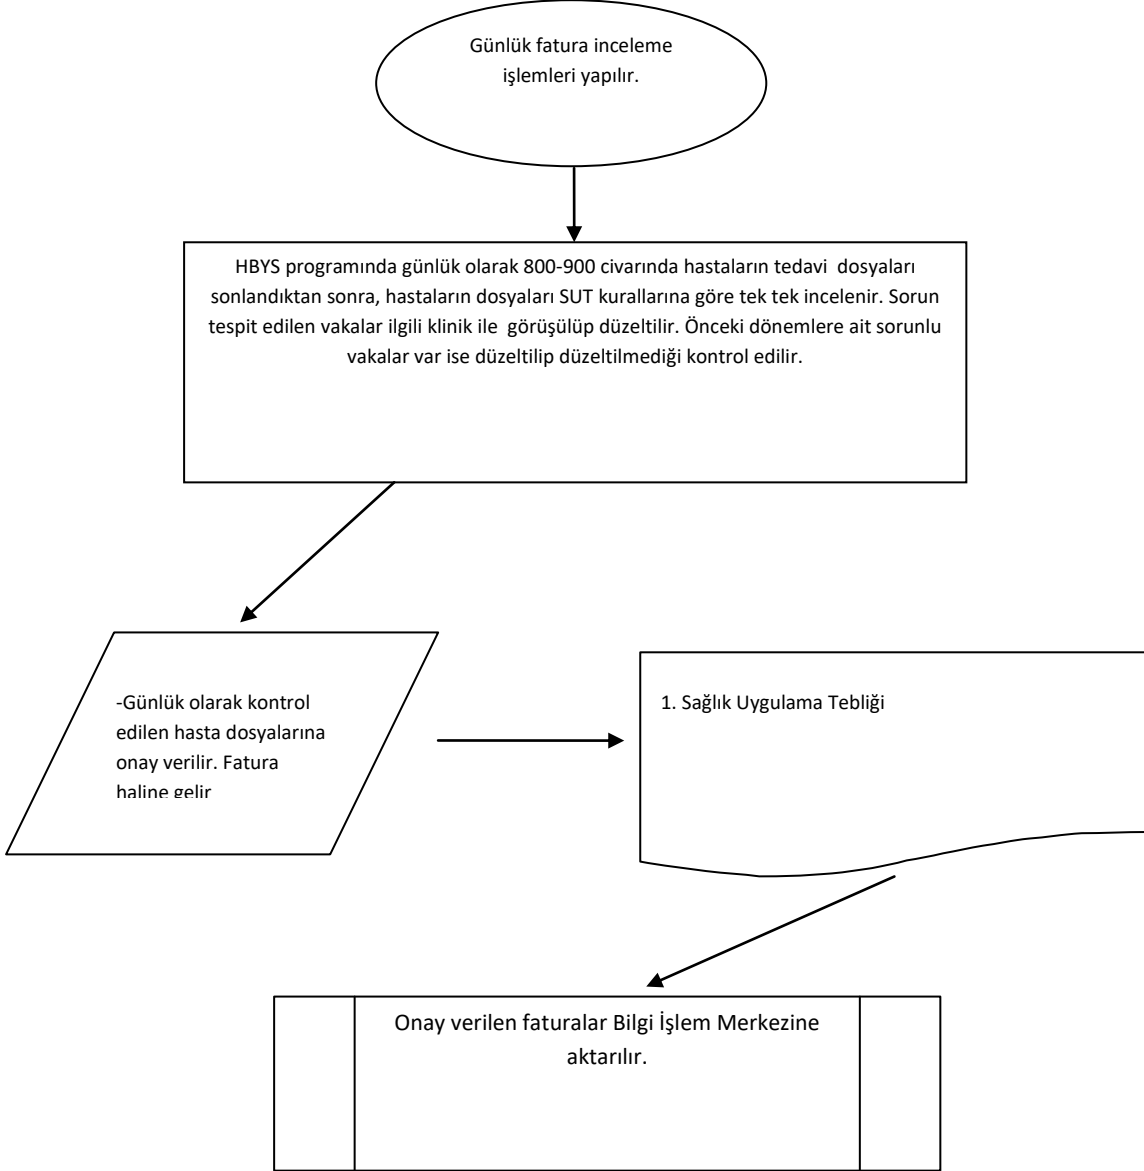 Günlük fatura inceleme
işlemleri yapılır.
HBYS programında günlük olarak 800-900 civarında hastaların tedavi dosyaları
sonlandıktan sonra, hastaların dosyaları SUT kurallarına göre tek tek incelenir. Sorun
tespit edilen vakalar ilgili klinik ile görüşülüp düzeltilir. Önceki dönemlere ait sorunlu
vakalar var ise düzeltilip düzeltilmediği kontrol edilir.
-Günlük olarak kontrol
edilen hasta dosyalarına
onay verilir. Fatura
haline gelir
1. Sağlık Uygulama Tebliği
Onay verilen faturalar Bilgi İşlem Merkezine
aktarılır.